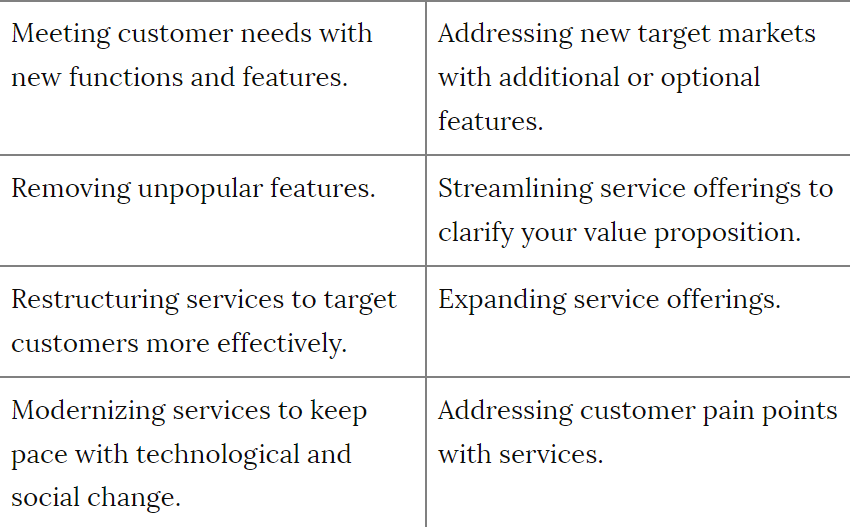 Meeting customer needs with
new functions and features.
Addressing new target markets
with additional or optional
features.
Removing unpopular features.
Streamlining service offerings to
clarify your value proposition.
Restructuring services to target
customers more effectively.
Expanding service offerings.
Modernizing services to keep
pace with technological and
social change.
Addressing customer pain points
with services.